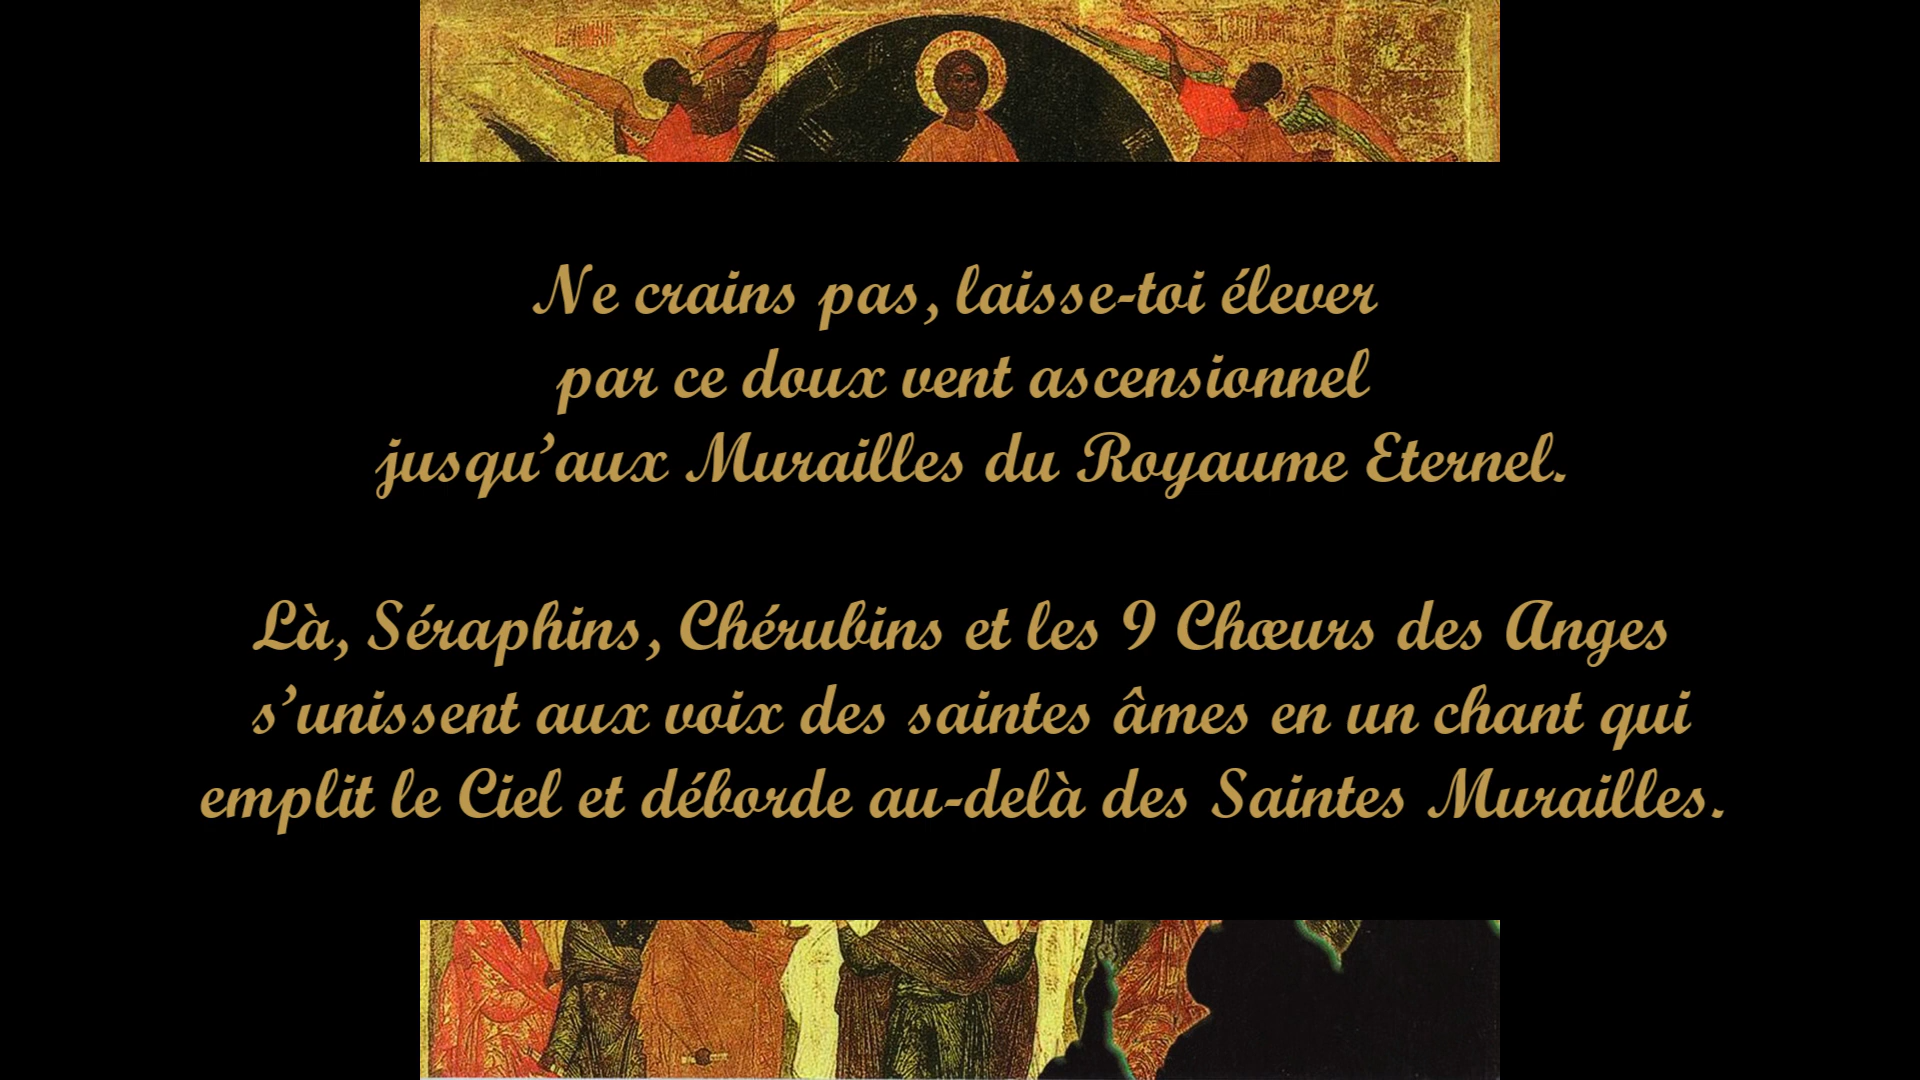 Ne crains pas, laisse-toi élever
par ce doux vent ascensionnel
jusqu'aux Murailles du Royaume Eternel.
Là, Séraphins, Chérubins et les 9 Chœurs des Anges
s'unissent aux voix des saintes âmes en un chant qui
emplit le Ciel et déborde au-delà des Saintes Murailles.